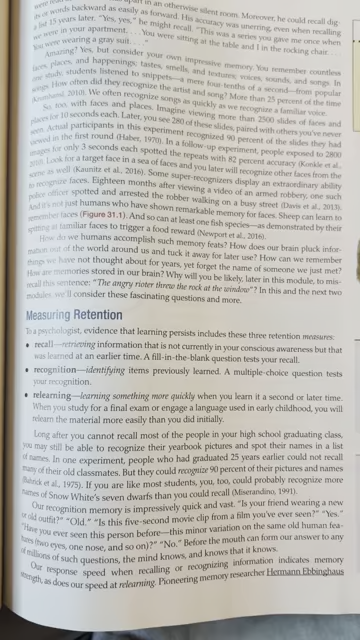 in an otherwise silent room. Moreover, he could recall dig-
its or words backward as easily as forward. His accuracy was unerring, even when recalling
a list 15 years later. "Yes, yes," he might recall. "This was a series you gave me once when
we were in your apartment. . . . You were sitting at the table and I in the rocking chair. . . .
You were wearing a gray suit. . . ."
Amazing? Yes, but consider your own impressive memory. You remember countless
faces, places, and happenings; tastes, smells, and textures; voices, sounds, and songs. In
one study, students listened to snippets—a mere four-tenths of a second—from popular
songs. How often did they recognize the artist and song? More than 25 percent of the time
2010). We often recognize songs as quickly as we recognize a familiar voice.
So, too, with faces and places. Imagine viewing more than 2500 slides of faces and
places for 10 seconds each. Later, you see 280 of these slides, paired with others you've never
seen. Actual participants in this experiment recognized 90 percent of the slides they had
viewed in the first round (Haber, 1970). In a follow-up experiment, people exposed to 2800
images for only 3 seconds each spotted the repeats with 82 percent accuracy (Konkle et al.,
2010). Look for a target face in a sea of faces and you later will recognize other faces from the
scene as well (Kaunitz et al., 2016). Some super-recognizers display an extraordinary ability
to recognize faces. Eighteen months after viewing a video of an armed robbery, one such
police officer spotted and arrested the robber walking on a busy street (Davis et al., 2013).
And it's not just humans who have shown remarkable memory for faces. Sheep can learn to
remember faces (Figure 31.1). And so can at least one fish species—as demonstrated by their
spitting at familiar faces to trigger a food reward (Newport et al., 2016).
How do we humans accomplish such memory feats? How does our brain pluck infor-
mation out of the world around us and tuck it away for later use? How can we remember
things we have not thought about for years, yet forget the name of someone we just met?
How are memories stored in our brain? Why will you be likely, later in this module, to mis-
recall this sentence: "The angry rioter threw the rock at the window"? In this and the next two
modules, we'll consider these fascinating questions and more.
Measuring Retention
To a psychologist, evidence that learning persists includes these three retention measures:
• recall—retrieving information that is not currently in your conscious awareness but that
was learned at an earlier time. A fill-in-the-blank question tests your recall.
• recognition—identifying items previously learned. A multiple-choice question tests
your recognition.
• relearning—learning something more quickly when you learn it a second or later time.
When you study for a final exam or engage a language used in early childhood, you will
relearn the material more easily than you did initially.
Long after you cannot recall most of the people in your high school graduating class,
you may still be able to recognize their yearbook pictures and spot their names in a list
of names. In one experiment, people who had graduated 25 years earlier could not recall
many of their old classmates. But they could recognize 90 percent of their pictures and names
(Bahrick et al., 1975). If you are like most students, you, too, could probably recognize more
names of Snow White's seven dwarfs than you could recall (Miserandino, 1991).
Our recognition memory is impressively quick and vast. "Is your friend wearing a new
or old outfit?" "Old." "Is this five-second movie clip from a film you've ever seen?" "Yes."
"Have you ever seen this person before—this minor variation on the same old human fea-
tures (two eyes, one nose, and so on)?" "No." Before the mouth can form our answer to any
of millions of such questions, the mind knows, and knows that it knows.
Our response speed when recalling or recognizing information indicates memory
strength, as does our speed at relearning. Pioneering memory researcher Hermann Ebbinghaus